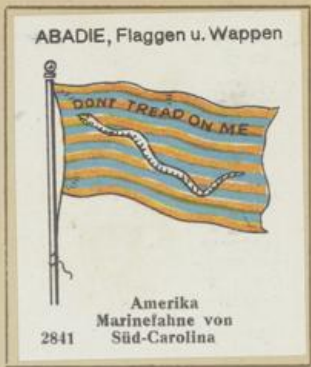 ABADIE, Flaggen u. Wappen
DONT TREAD ON ME
Amerika
Marinefahne von
2841 Süd-Carolina